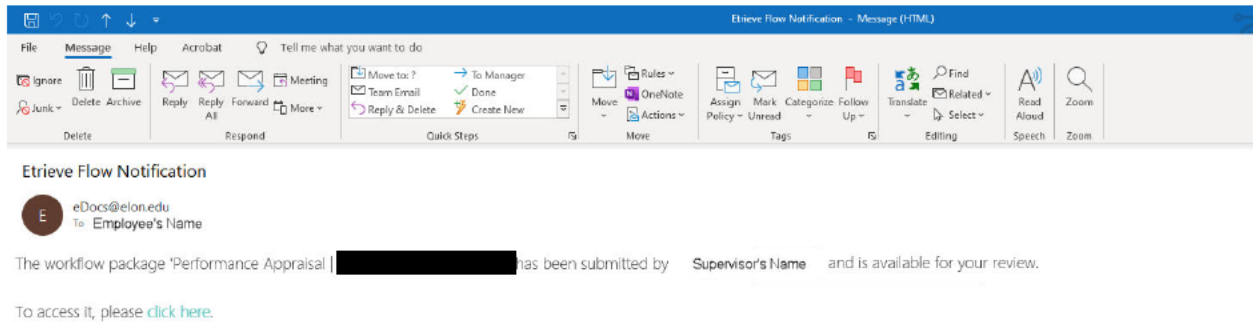 Etrieve Flow Notification - Message (HTML)
File Message Help Acrobat Tell me what you want to do
Ignore
Junk
Delete
Archive
Delete
Reply
Reply All
Forward
Meeting
More
Respond
Move to: ?
To Manager
Team Email
Done
Reply & Delete
Create New
Quick Steps
Move
Rules
OneNote
Actions
Move
Assign Policy
Mark Unread
Categorize
Follow Up
Tags
Translate
Find
Related
Select
Editing
Read Aloud
Speech
Zoom
Zoom
Etrieve Flow Notification
E
eDocs@elon.edu
To Employee's Name
The workflow package 'Performance Appraisal | has been submitted by Supervisor's Name and is available for your review.
To access it, please click here.